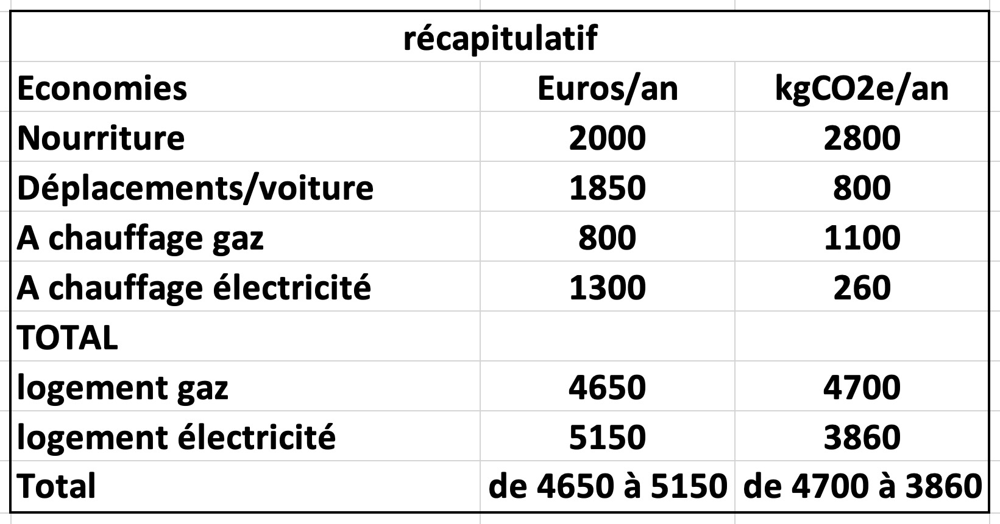 récapitulatif
Economies Euros/an kgCO2e/an
Nourriture 2000 2800
Déplacements/voiture 1850 800
A chauffage gaz 800 1100
A chauffage électricité 1300 260
TOTAL
logement gaz 4650 4700
logement électricité 5150 3860
Total de 4650 à 5150 de 4700 à 3860